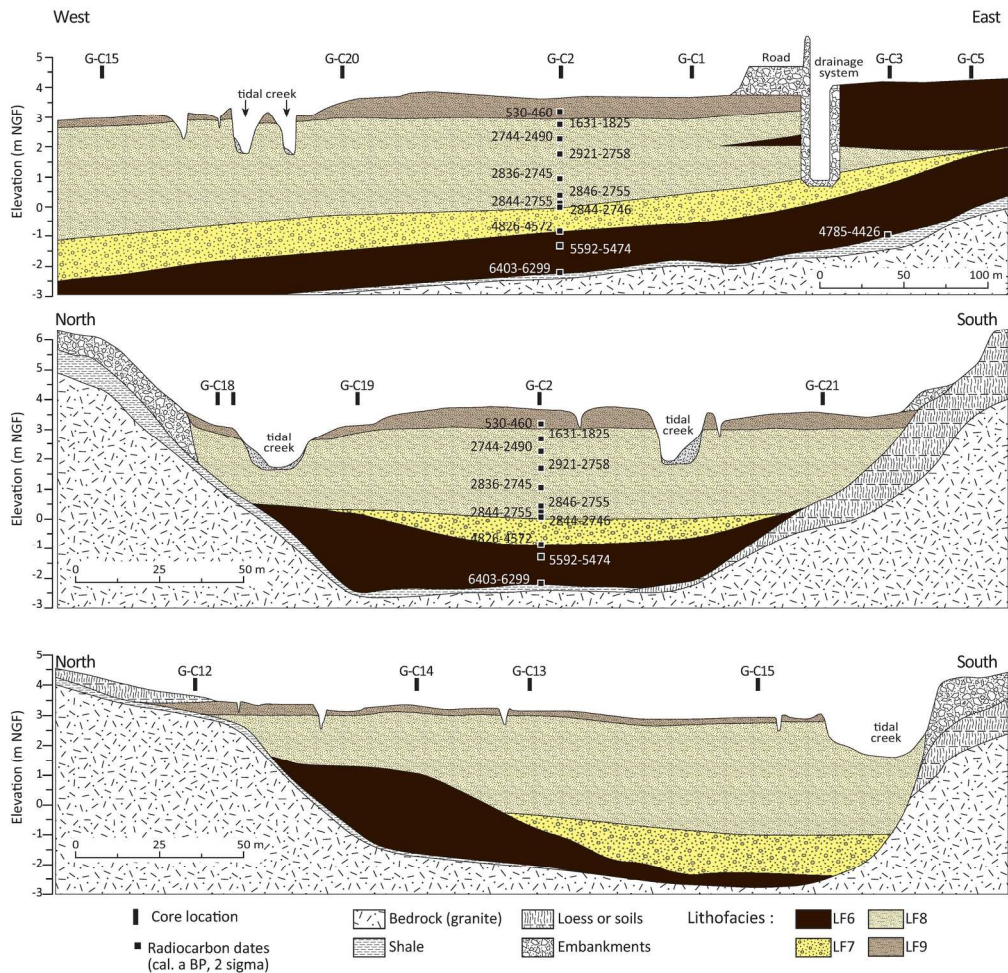 West
East
G-C15
G-C20
G-C2
G-C1
Road
drainage
system
G-C3
G-C5
tidal creek
Elevation (m NGF)
5
4
3
2
1
0
-1
-2
-3
530-460
1631-1825
2744-2490
2921-2758
2836-2745
2846-2755
2844-2755
2844-2746
4826-4572
4785-4426
5592-5474
6403-6299
0 50 100 m
North
South
G-C18
G-C19
G-C2
G-C21
tidal
creek
tidal
creek
Elevation (m NGF)
6
5
4
3
2
1
0
-1
-2
-3
530-460
1631-1825
2744-2490
2921-2758
2836-2745
2846-2755
2844-2755
2844-2746
4826-4572
5592-5474
6403-6299
0 25 50 m
North
South
G-C12
G-C14
G-C13
G-C15
tidal
creek
Elevation (m NGF)
5
4
3
2
1
0
-1
-2
-3
0 25 50 m
Core location
Radiocarbon dates
(cal. a BP, 2 sigma)
Bedrock (granite)
Shale
Loess or soils
Embankments
Lithofacies :
LF6
LF7
LF8
LF9